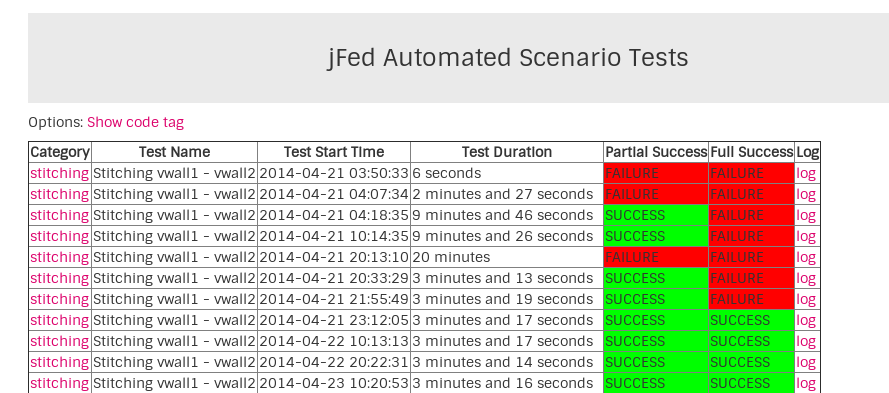 jFed Automated Scenario Tests
Options: Show code tag
Category Test Name Test Start Time Test Duration Partial Success Full Success Log
stitching Stitching vwall1 - vwall2 2014-04-21 03:50:33 6 seconds FAILURE FAILURE log
stitching Stitching vwall1 - vwall2 2014-04-21 04:07:34 2 minutes and 27 seconds FAILURE FAILURE log
stitching Stitching vwall1 - vwall2 2014-04-21 04:18:35 9 minutes and 46 seconds SUCCESS FAILURE log
stitching Stitching vwall1 - vwall2 2014-04-21 10:14:35 9 minutes and 26 seconds SUCCESS FAILURE log
stitching Stitching vwall1 - vwall2 2014-04-21 20:13:10 20 minutes FAILURE FAILURE log
stitching Stitching vwall1 - vwall2 2014-04-21 20:33:29 3 minutes and 13 seconds SUCCESS FAILURE log
stitching Stitching vwall1 - vwall2 2014-04-21 21:55:49 3 minutes and 19 seconds SUCCESS FAILURE log
stitching Stitching vwall1 - vwall2 2014-04-21 23:12:05 3 minutes and 17 seconds SUCCESS SUCCESS log
stitching Stitching vwall1 - vwall2 2014-04-22 10:13:13 3 minutes and 17 seconds SUCCESS SUCCESS log
stitching Stitching vwall1 - vwall2 2014-04-22 20:22:31 3 minutes and 14 seconds SUCCESS SUCCESS log
stitching Stitching vwall1 - vwall2 2014-04-23 10:20:53 3 minutes and 16 seconds SUCCESS SUCCESS log